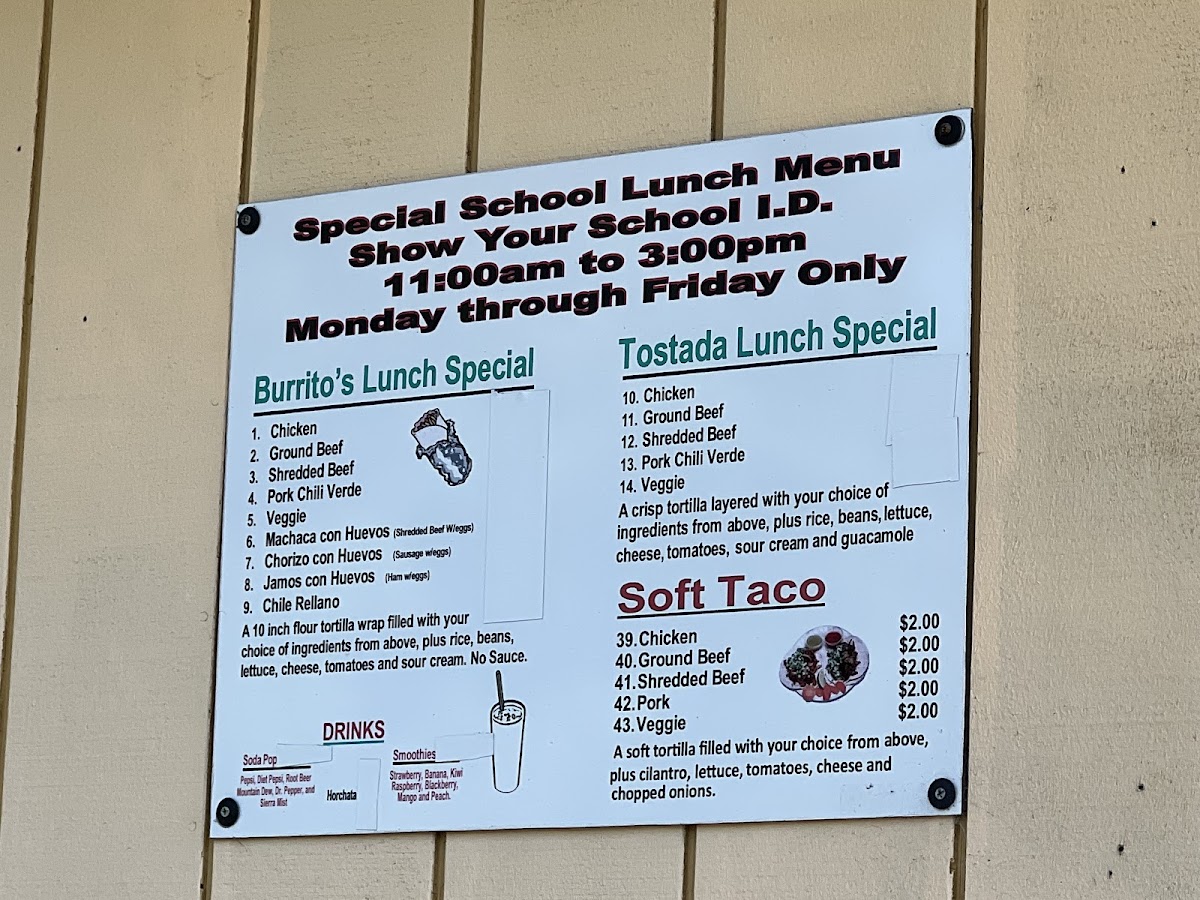 Special School Lunch Menu
Show Your School I.D.
11:00am to 3:00pm
Monday through Friday Only
Burrito's Lunch Special
1. Chicken
2. Ground Beef
3. Shredded Beef
4. Pork Chili Verde
5. Veggie
6. Machaca con Huevos (Shredded Beef W/eggs)
7. Chorizo con Huevos (Sausage w/eggs)
8. Jamos con Huevos (Ham w/eggs)
9. Chile Rellano
A 10 inch flour tortilla wrap filled with your
choice of ingredients from above, plus rice, beans,
lettuce, cheese, tomatoes and sour cream. No Sauce.
DRINKS
Soda Pop
Pepsi, Diet Pepsi, Root Beer
Mountain Dew, Dr. Pepper, and
Sierra Mist
Horchata
Smoothies
Strawberry, Banana, Kiwi
Raspberry, Blackberry,
Mango and Peach.
Tostada Lunch Special
10. Chicken
11. Ground Beef
12. Shredded Beef
13. Pork Chili Verde
14. Veggie
A crisp tortilla layered with your choice of
ingredients from above, plus rice, beans, lettuce,
cheese, tomatoes, sour cream and guacamole
Soft Taco
39. Chicken $2.00
40. Ground Beef $2.00
41. Shredded Beef $2.00
42. Pork $2.00
43. Veggie $2.00
A soft tortilla filled with your choice from above,
plus cilantro, lettuce, tomatoes, cheese and
chopped onions.